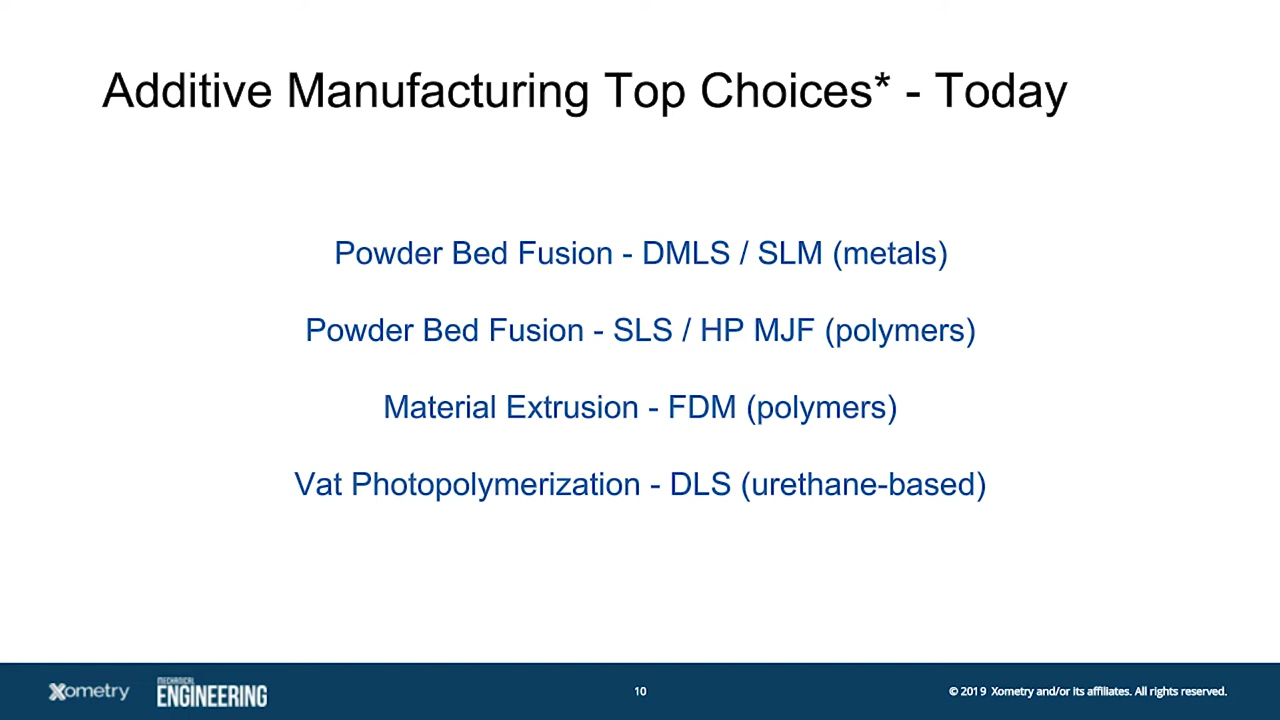 Additive Manufacturing Top Choices* - Today
Powder Bed Fusion - DMLS / SLM (metals)
Powder Bed Fusion - SLS / HP MJF (polymers)
Material Extrusion - FDM (polymers)
Vat Photopolymerization - DLS (urethane-based)
Xometry
MECHANICAL
ENGINEERING
10
© 2019 Xometry and/or its affiliates. All rights reserved.